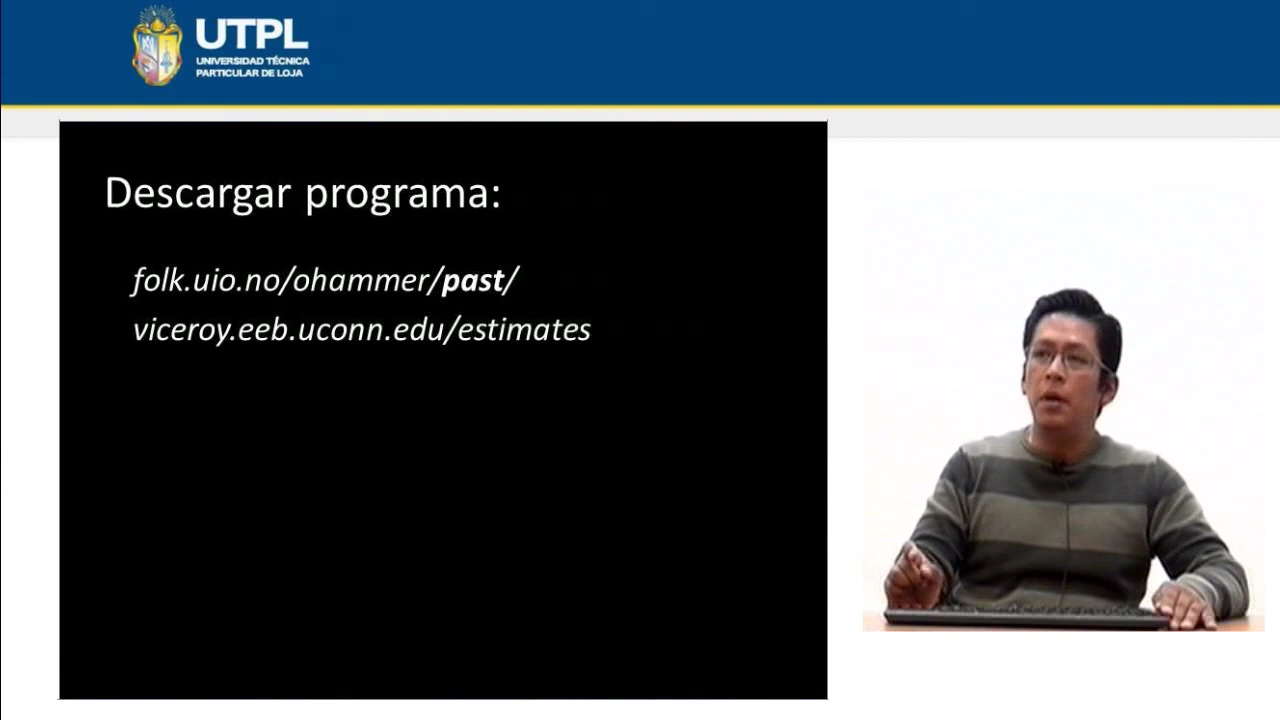 UTPL
UNIVERSIDAD TÉCNICA
PARTICULAR DE LOJA
Descargar programa:
folk.uio.no/ohammer/past/
viceroy.eeb.uconn.edu/estimates